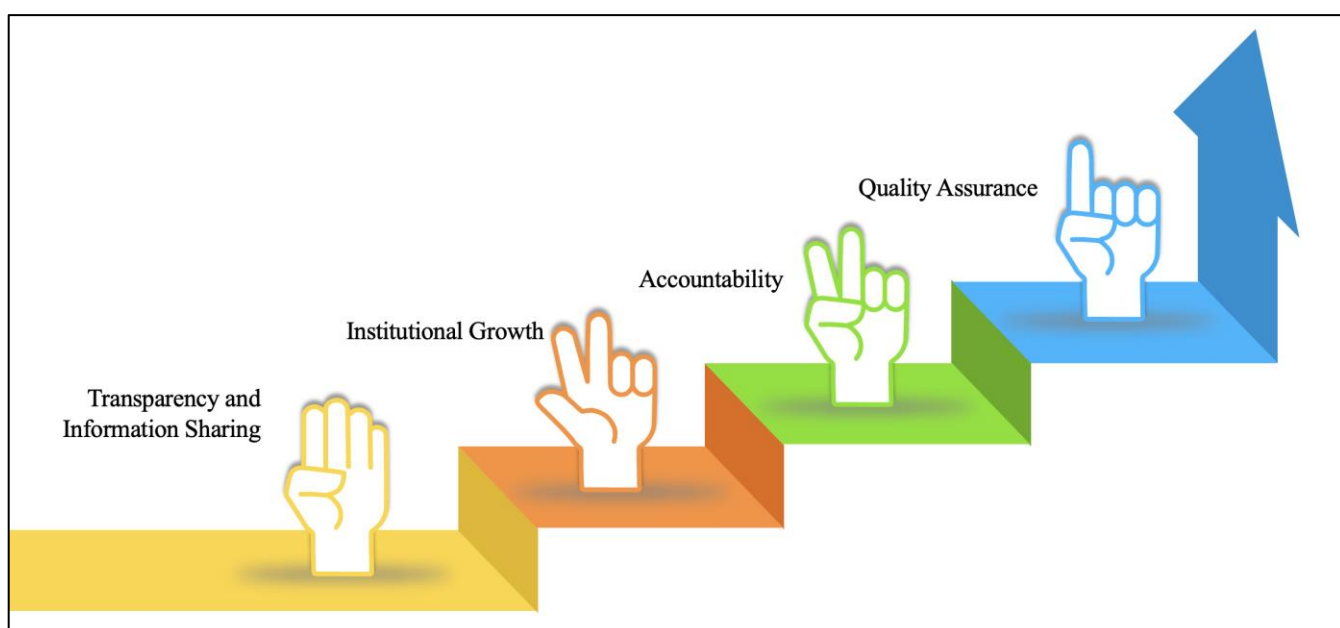 Quality Assurance
Accountability
Institutional Growth
Transparency and
Information Sharing